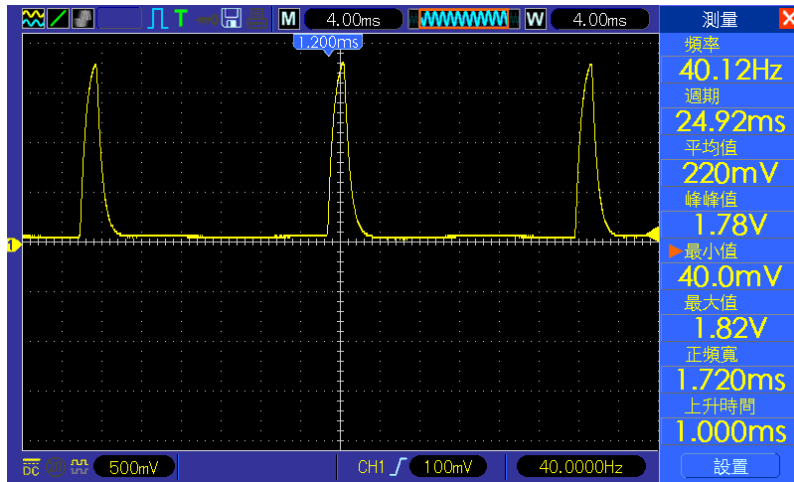 T M 4.00ms W 4.00ms 測量
1.200ms
頻率
40.12Hz
週期
24.92ms
平均值
220mV
峰峰值
1.78V
1
最小值
40.0mV
最大值
1.82V
正頻寬
1.720ms
上升時間
1.000ms
DC 500mV CH1 100mV 40.0000Hz 設置